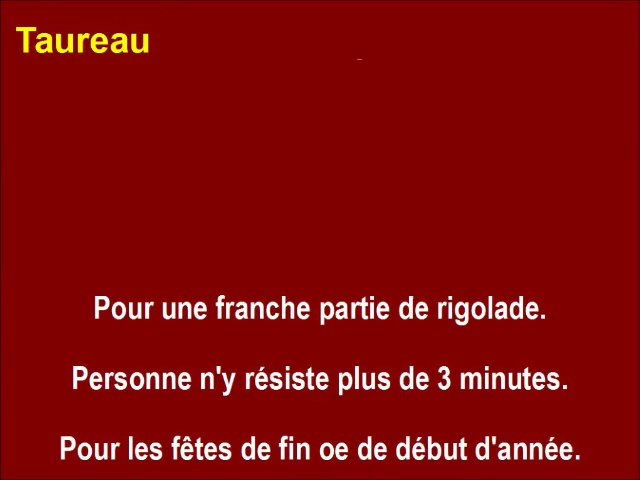 Taureau
Pour une franche partie de rigolade.
Personne n'y résiste plus de 3 minutes.
Pour les fêtes de fin oe de début d'année.